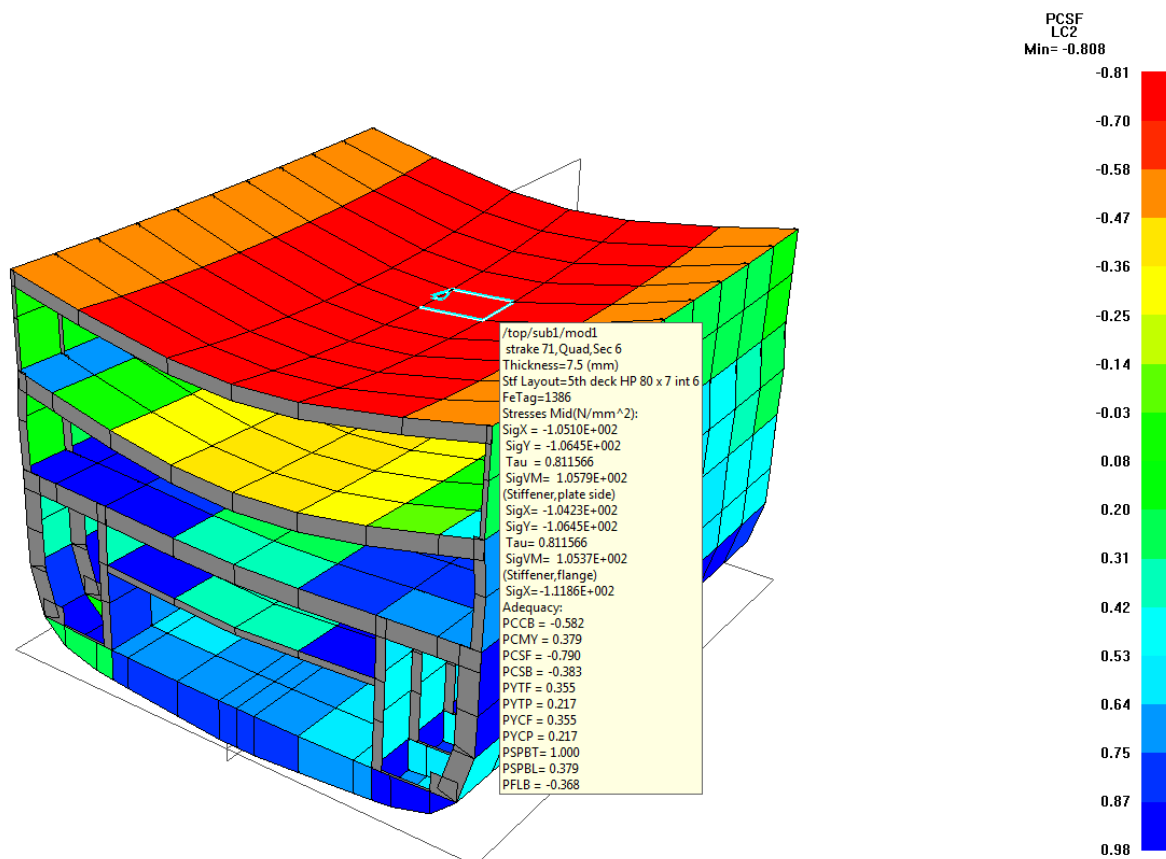 PCSF
LC2
Min= -0.808
-0.81
-0.70
-0.58
-0.47
-0.36
-0.25
-0.14
-0.03
0.08
0.20
0.31
0.42
0.53
0.64
0.75
0.87
0.98
/top/sub1/mod1
strake 71,Quad,Sec 6
Thickness=7.5 (mm)
Stf Layout=5th deck HP 80 x 7 int 6
FeTag=1386
Stresses Mid(N/mm^2):
SigX = -1.0510E+002
SigY = -1.0645E+002
Tau = 0.811566
SigVM= 1.0579E+002
(Stiffener,plate side)
SigX= -1.0423E+002
SigY= -1.0645E+002
Tau= 0.811566
SigVM= 1.0537E+002
(Stiffener,flange)
SigX=-1.1186E+002
Adequacy:
PCCB = -0.582
PCMY = 0.379
PCSF = -0.790
PCSB = -0.383
PYTF = 0.355
PYTP = 0.217
PYCF = 0.355
PYCP = 0.217
PSPBT= 1.000
PSPBL= 0.379
PFLB = -0.368